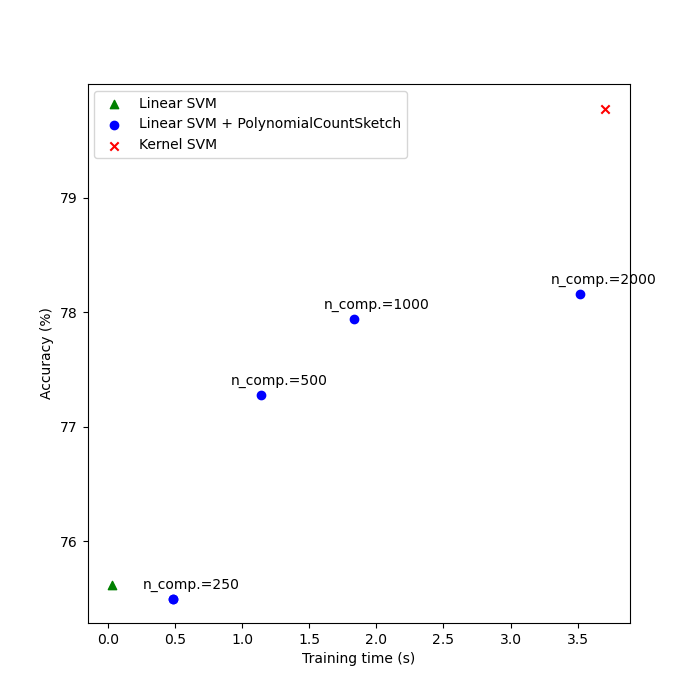 Linear SVM
Linear SVM + PolynomialCountSketch
Kernel SVM
79
78
77
76
Accuracy (%)
n_comp.=2000
n_comp.=1000
n_comp.=500
n_comp.=250
0.0 0.5 1.0 1.5 2.0 2.5 3.0 3.5
Training time (s)